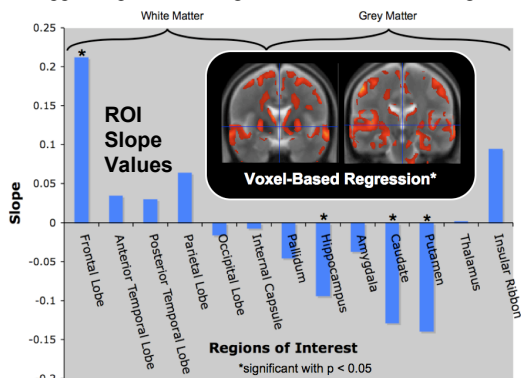 White Matter
Grey Matter
0.25
0.2
0.15
0.1
0.05
0
-0.05
-0.1
-0.15
Slope
*
*
*
*
ROI
Slope
Values
Voxel-Based Regression*
Frontal Lobe
Anterior Temporal Lobe
Posterior Temporal Lobe
Parietal Lobe
Occipital Lobe
Internal Capsule
Pallidum
Hippocampus
Amygdala
Caudate
Putamen
Thalamus
Insular Ribbon
Regions of Interest
*significant with p < 0.05